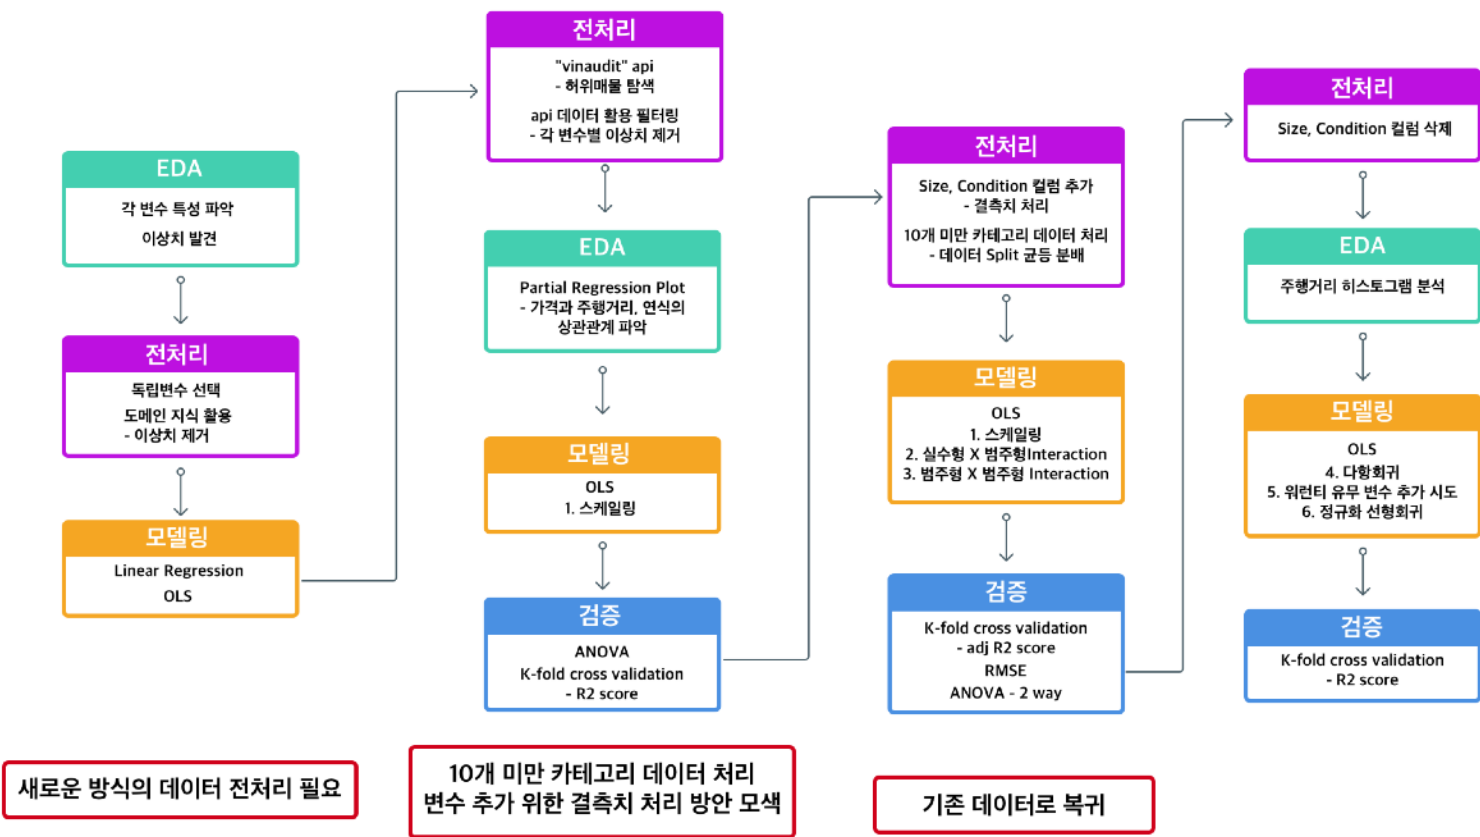 EDA
각 변수 특성 파악
이상치 발견
전처리
독립변수 선택
도메인 지식 활용
- 이상치 제거
모델링
Linear Regression
OLS
새로운 방식의 데이터 전처리 필요
전처리
"vinaudit" api
- 허위매물 탐색
api 데이터 활용 필터링
- 각 변수별 이상치 제거
EDA
Partial Regression Plot
- 가격과 주행거리, 연식의
상관관계 파악
모델링
OLS
1. 스케일링
검증
ANOVA
K-fold cross validation
- R2 score
10개 미만 카테고리 데이터 처리
변수 추가 위한 결측치 처리 방안 모색
전처리
Size, Condition 컬럼 추가
- 결측치 처리
10개 미만 카테고리 데이터 처리
- 데이터 Split 균등 분배
모델링
OLS
1. 스케일링
2. 실수형 X 범주형Interaction
3. 범주형 X 범주형 Interaction
검증
K-fold cross validation
- adj R2 score
RMSE
ANOVA - 2 way
기존 데이터로 복귀
전처리
Size, Condition 컬럼 삭제
EDA
주행거리 히스토그램 분석
모델링
OLS
4. 다항회귀
5. 워런티 유무 변수 추가 시도
6. 정규화 선형회귀
검증
K-fold cross validation
- R2 score